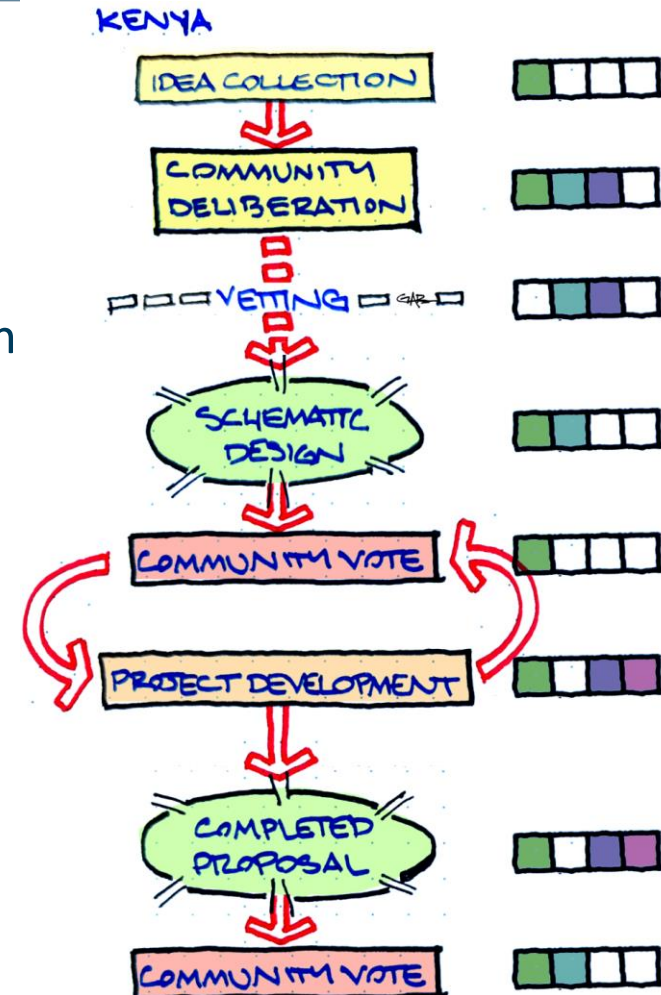 KENYA
IDEA COLLECTION
COMMUNITY
DELIBERATION
VETTING
n
SCHEMATIC
DESIGN
COMMUNITY VOTE
PROJECT DEVELOPMENT
COMPLETED
PROPOSAL
COMMUNITY VOTE